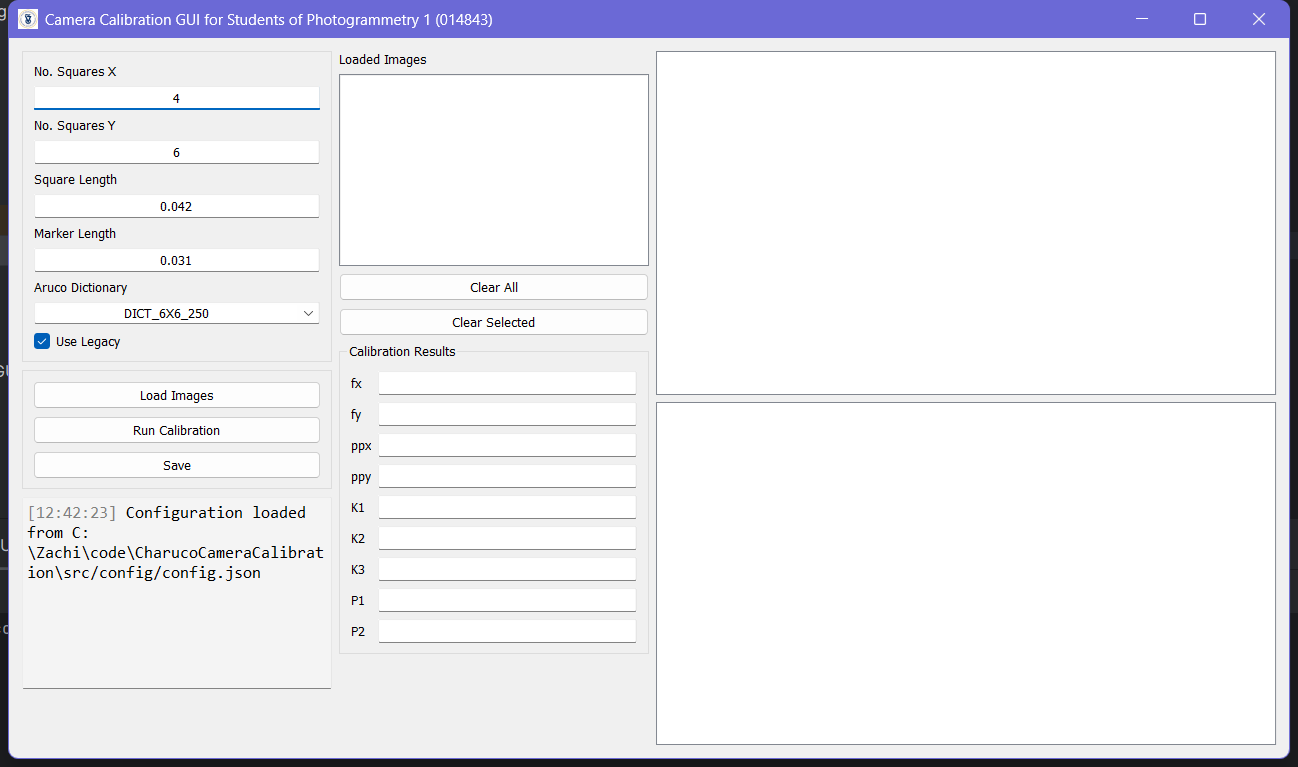 Camera Calibration GUI for Students of Photogrammetry 1 (014843)
No. Squares X
4
No. Squares Y
6
Square Length
0.042
Marker Length
0.031
Aruco Dictionary
DICT_6X6_250
Use Legacy
Load Images
Run Calibration
Save
[12:42:23] Configuration loaded
from C:
\Zachi\code\CharucoCameraCalibrat
ion\src/config/config.json
Loaded Images
Clear All
Clear Selected
Calibration Results
fx
fy
ppx
ppy
K1
K2
K3
P1
P2